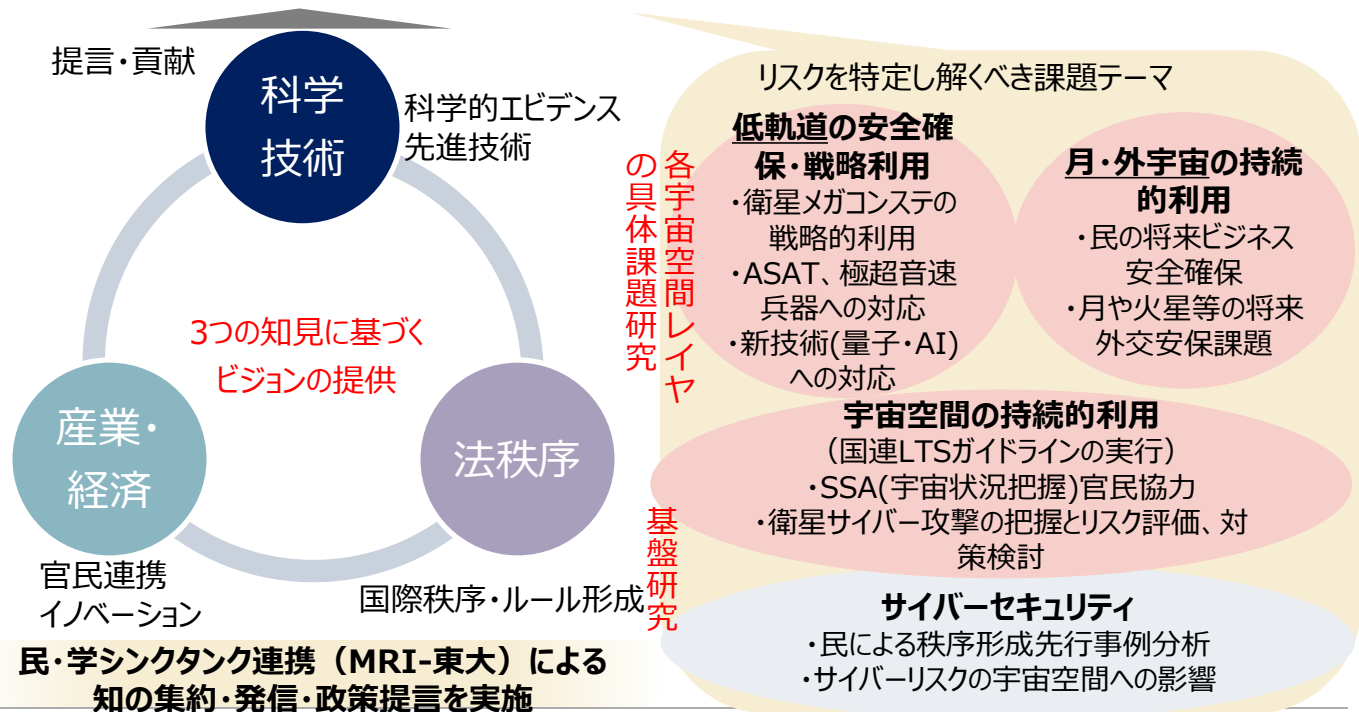 提言・貢献
科学
技術
科学的エビデンス
先進技術
3つの知見に基づく
ビジョンの提供
産業・
経済
法秩序
官民連携
イノベーション
国際秩序・ルール形成
民・学シンクタンク連携（MRI-東大）による
知の集約・発信・政策提言を実施
リスクを特定し解くべき課題テーマ
各宇宙空間レイヤ
の具体課題研究
低軌道の安全確
保・戦略利用
・衛星メガコンステの
戦略的利用
・ASAT、極超音速
兵器への対応
・新技術(量子・AI)
への対応
月・外宇宙の持続
的利用
・民の将来ビジネス
安全確保
・月や火星等の将来
外交安保課題
基盤研究
宇宙空間の持続的利用
（国連LTSガイドラインの実行）
・SSA(宇宙状況把握)官民協力
・衛星サイバー攻撃の把握とリスク評価、対
策検討
サイバーセキュリティ
・民による秩序形成先行事例分析
・サイバーリスクの宇宙空間への影響